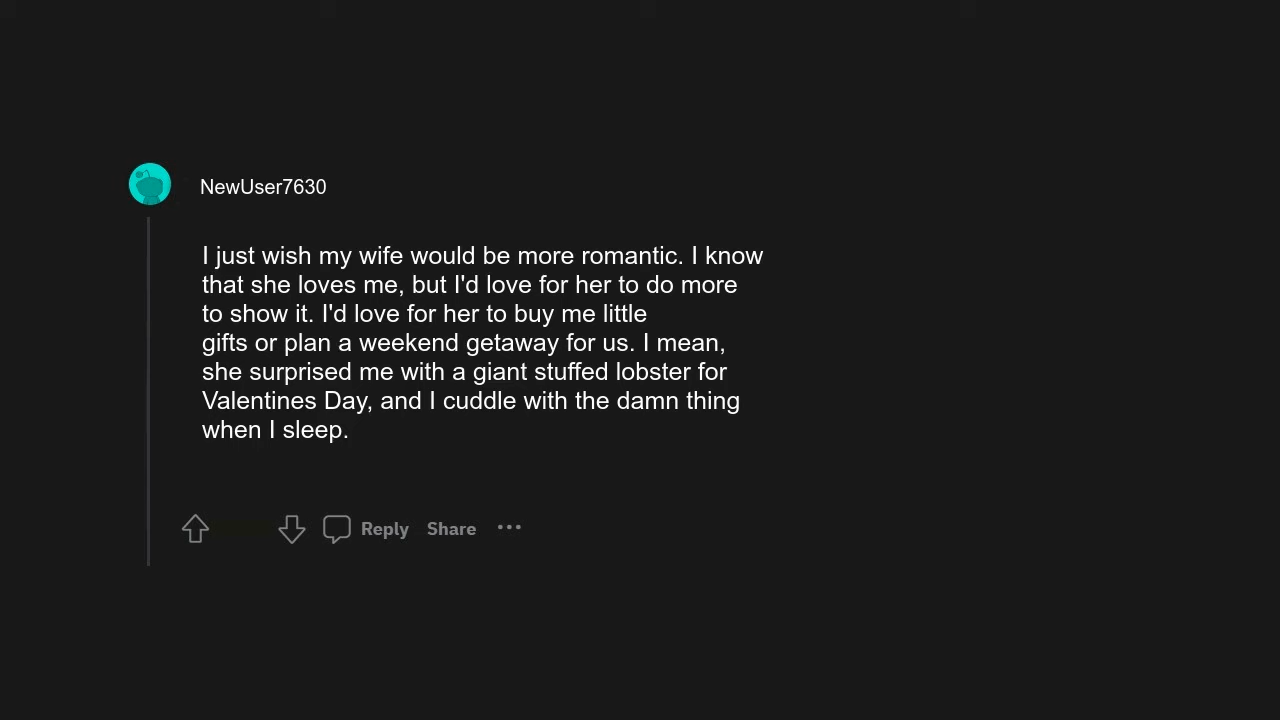 NewUser7630
I just wish my wife would be more romantic. I know
that she loves me, but I'd love for her to do more
to show it. I'd love for her to buy me little
gifts or plan a weekend getaway for us. I mean,
she surprised me with a giant stuffed lobster for
Valentines Day, and I cuddle with the damn thing
when I sleep.
Reply Share